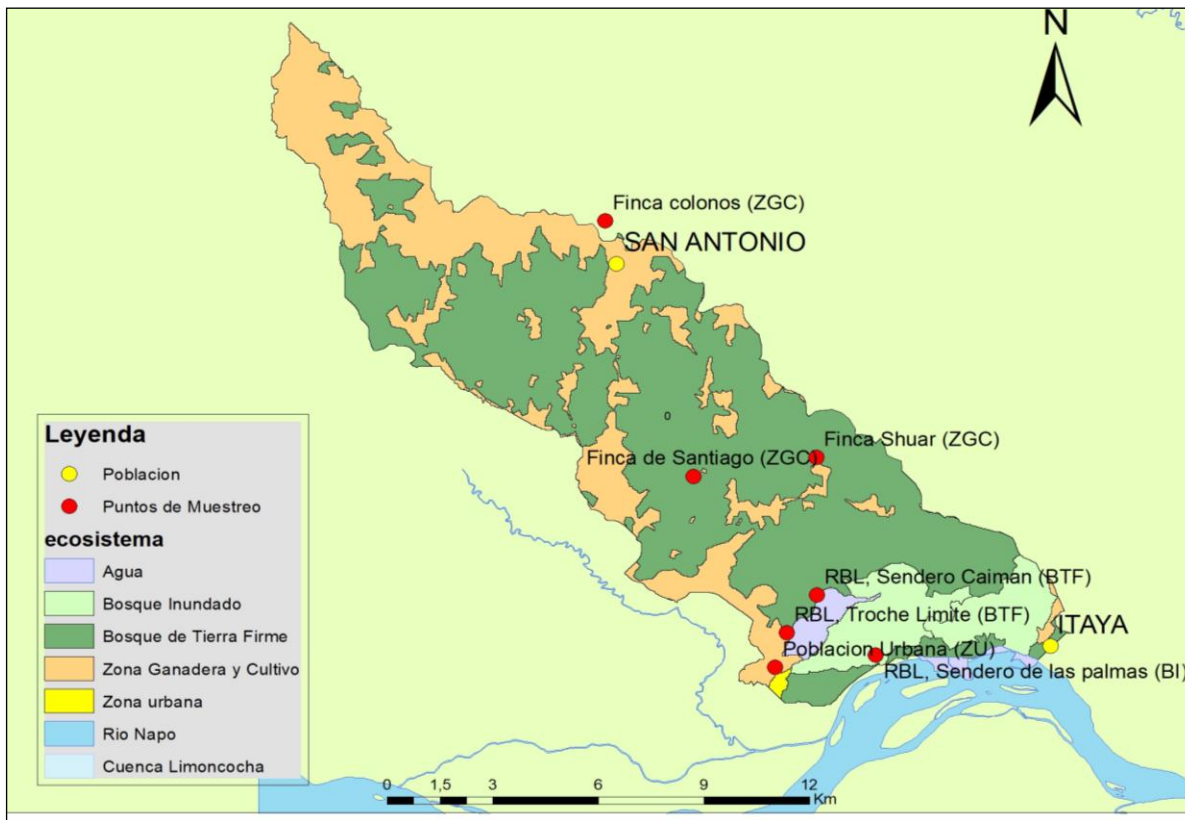 N
Finca colonos (ZGC)
SAN ANTONIO
Finca Shuar (ZGC)
Finca de Santiago (ZGC)
0
RBL, Sendero Caiman (BTF)
RBL, Troche Limite (BTF)
ITAYA
Poblacion Urbana (ZU)
RBL, Sendero de las palmas (BI)
Leyenda
Poblacion
Puntos de Muestreo
ecosistema
Agua
Bosque Inundado
Bosque de Tierra Firme
Zona Ganadera y Cultivo
Zona urbana
Rio Napo
Cuenca Limoncocha
0 1,5 3 6 9 12
Km